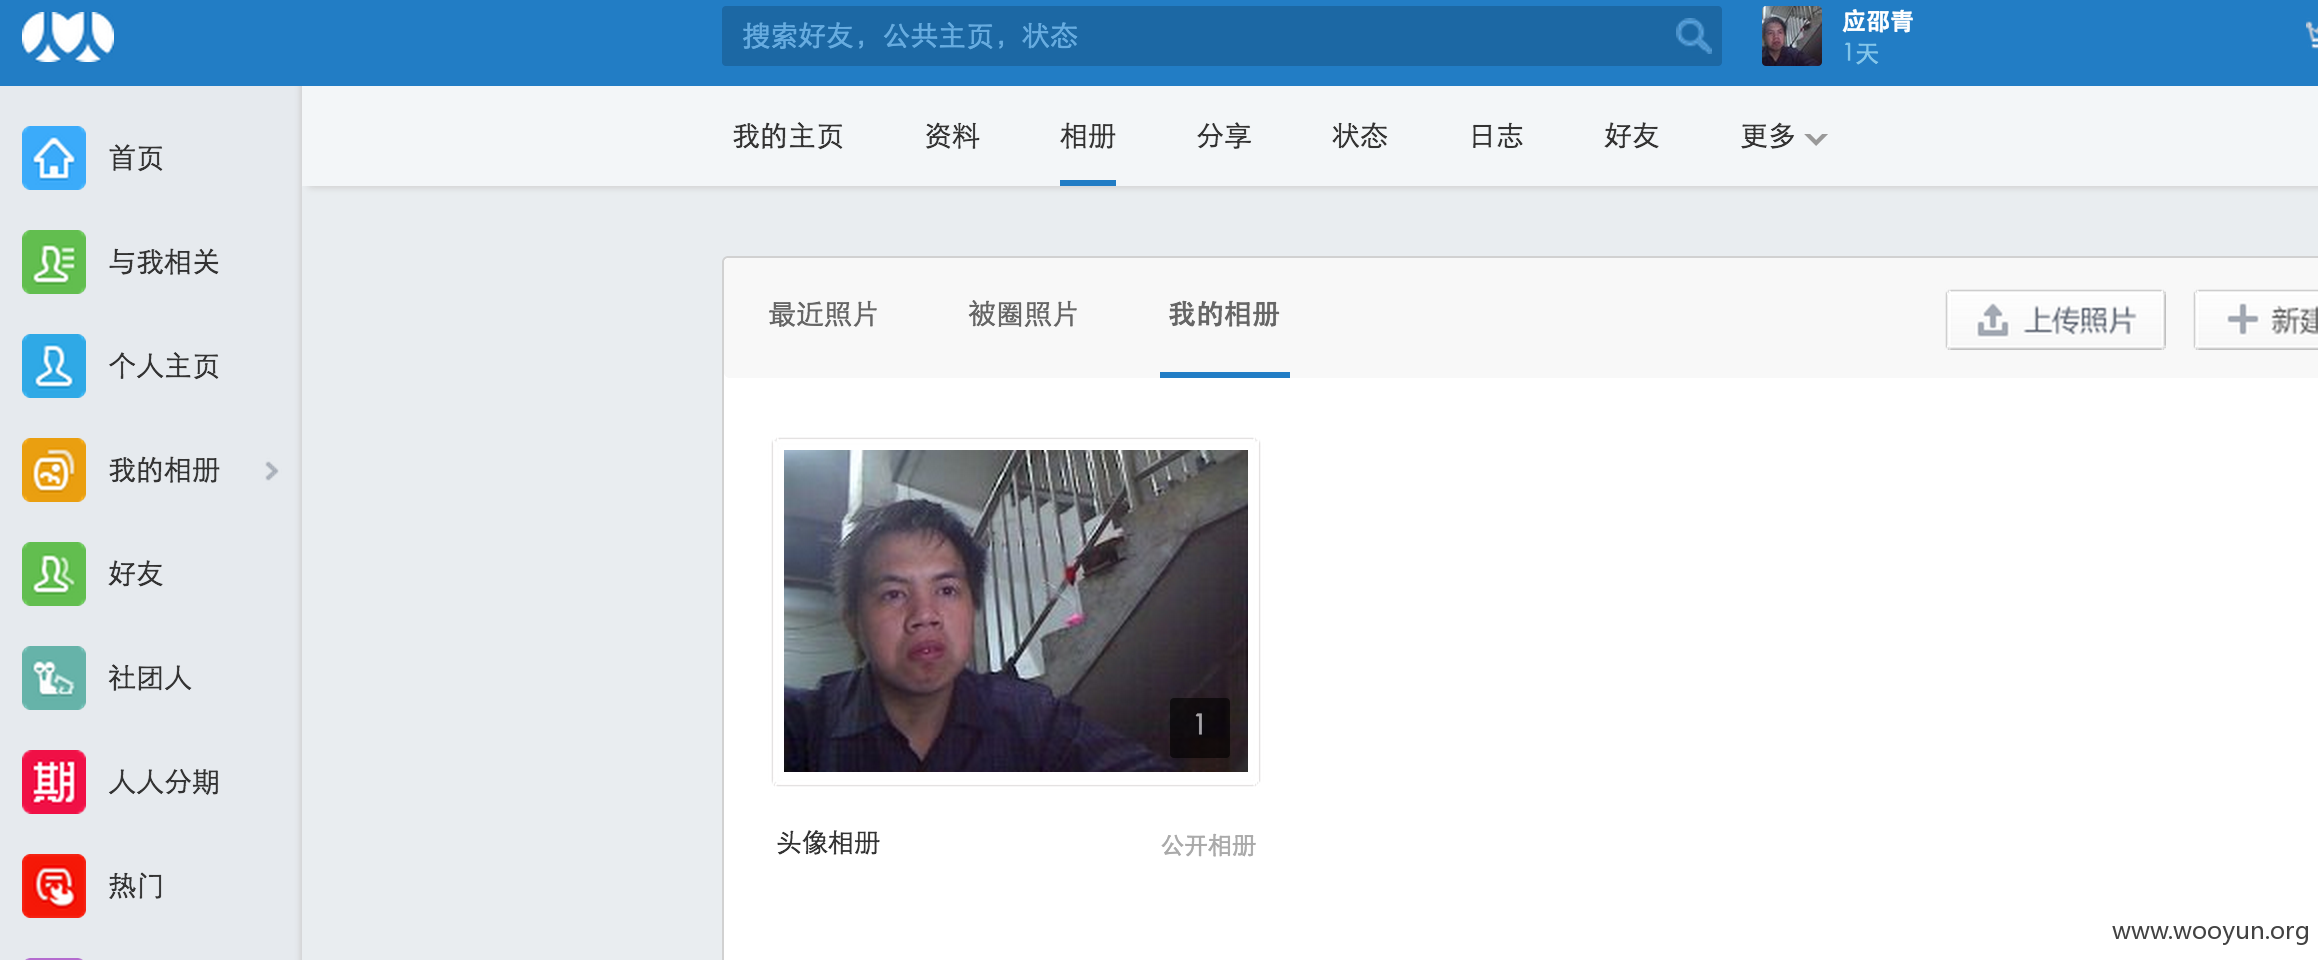 搜索好友，公共主页，状态
应邵青
1天
首页
与我相关
个人主页
我的相册
好友
社团人
期
人人分期
热门
我的主页 资料 相册 分享 状态 日志 好友 更多
最近照片 被圈照片 我的相册
上传照片
新建
1
头像相册 公开相册
www.wooyun.org